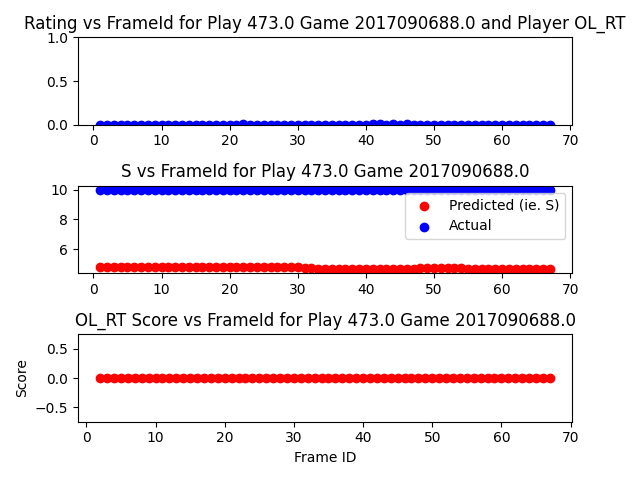 Rating vs FrameId for Play 473.0 Game 2017090688.0 and Player OL_RT
1.0
0.5
0.0
0 10 20 30 40 50 60 70
S vs FrameId for Play 473.0 Game 2017090688.0
10
8
6
Predicted (ie. S)
Actual
0 10 20 30 40 50 60 70
OL_RT Score vs FrameId for Play 473.0 Game 2017090688.0
Score
0.5
0.0
−0.5
0 10 20 30 40 50 60 70
Frame ID